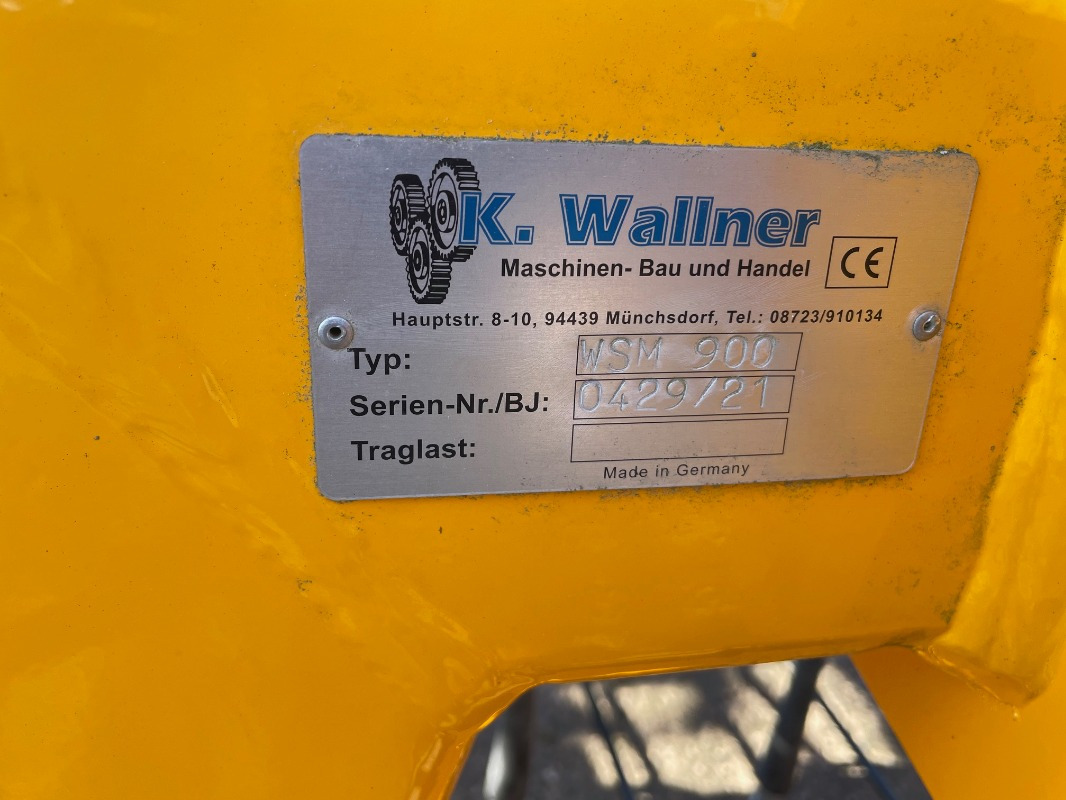 K. Wallner
Maschinen- Bau und Handel
CE
Hauptstr. 8-10, 94439 Münchsdorf, Tel.: 08723/910134
Typ: WSM 900
Serien-Nr./BJ: 0429/21
Traglast:
Made in Germany